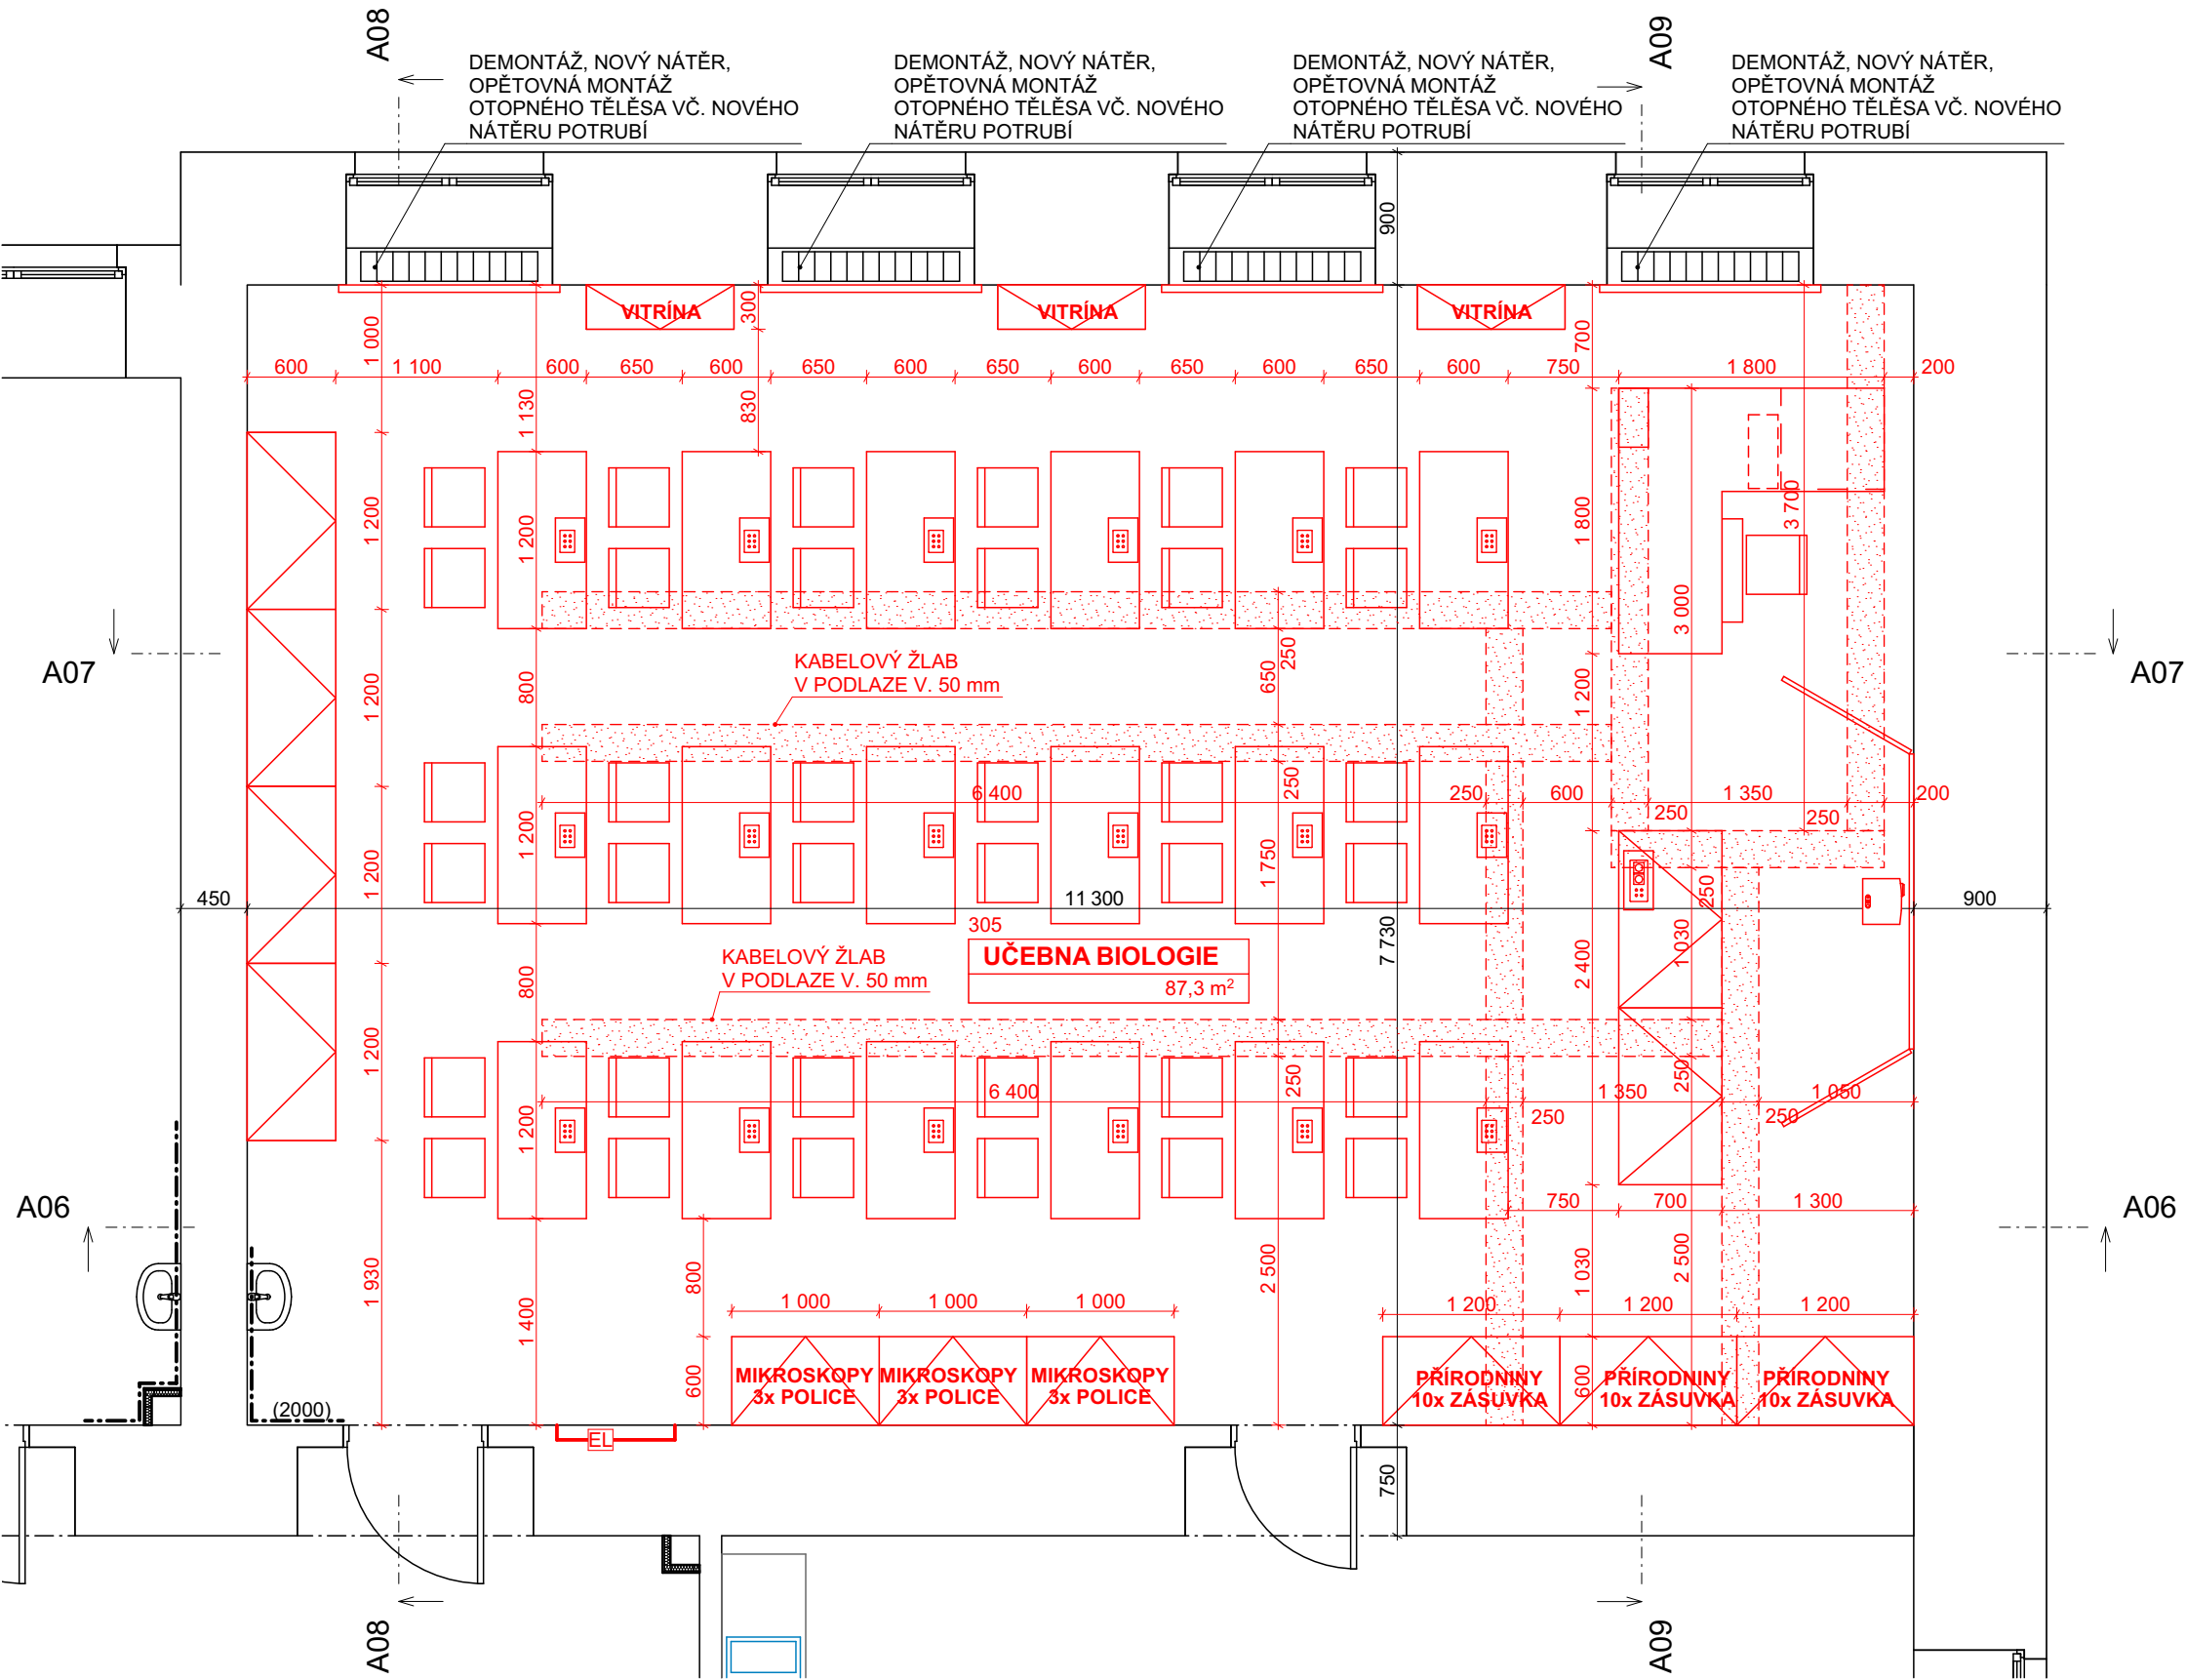 A08
A09
DEMONTÁŽ, NOVÝ NÁTĚR,
OPĚTOVNÁ MONTÁŽ
OTOPNÉHO TĚLĚSA VČ. NOVÉHO
NÁTĚRU POTRUBÍ
DEMONTÁŽ, NOVÝ NÁTĚR,
OPĚTOVNÁ MONTÁŽ
OTOPNÉHO TĚLĚSA VČ. NOVÉHO
NÁTĚRU POTRUBÍ
DEMONTÁŽ, NOVÝ NÁTĚR,
OPĚTOVNÁ MONTÁŽ
OTOPNÉHO TĚLĚSA VČ. NOVÉHO
NÁTĚRU POTRUBÍ
DEMONTÁŽ, NOVÝ NÁTĚR,
OPĚTOVNÁ MONTÁŽ
OTOPNÉHO TĚLĚSA VČ. NOVÉHO
NÁTĚRU POTRUBÍ
900
VITRÍNA
300
VITRÍNA
VITRÍNA
1 000
700
600
1 100
600
650
600
650
600
650
600
650
600
650
600
750
1 800
200
1 130
830
1 200
1 200
1 800
3 700
3 000
A07
A07
KABELOVÝ ŽLAB
V PODLAZE V. 50 mm
250
650
800
1 200
1 200
6 400
250
250
600
1 350
200
250
250
1 200
1 200
1 750
250
450
11 300
900
305
UČEBNA BIOLOGIE
87,3 m²
7 730
1 030
2 400
KABELOVÝ ŽLAB
V PODLAZE V. 50 mm
800
1 200
6 400
250
250
1 350
1 050
250
250
1 200
A06
A06
750
700
1 300
1 930
800
2 500
1 030
2 500
1 400
1 000
1 000
1 000
1 200
1 200
1 200
600
MIKROSKOPY
3x POLICE
MIKROSKOPY
3x POLICE
MIKROSKOPY
3x POLICE
600
PŘÍRODNINY
10x ZÁSUVKA
PŘÍRODNINY
10x ZÁSUVKA
PŘÍRODNINY
10x ZÁSUVKA
(2000)
EL
750
A08
A09